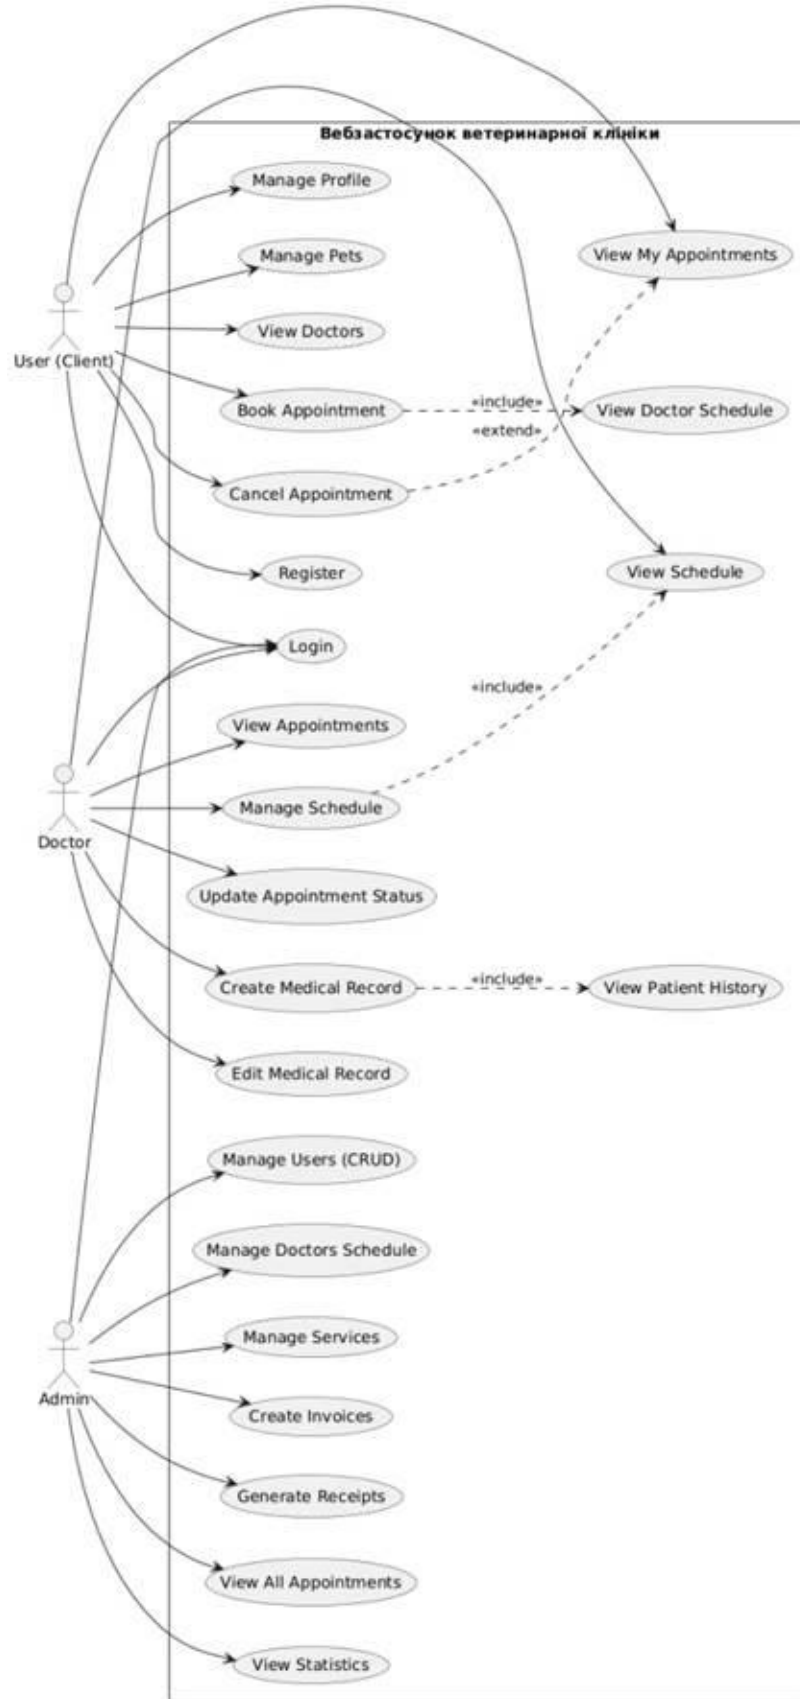 Вебзастосунок ветеринарної клініки
Manage Profile
Manage Pets
View My Appointments
View Doctors
User (Client)
Book Appointment
«include»
View Doctor Schedule
«extend»
Cancel Appointment
Register
View Schedule
Login
«include»
View Appointments
Manage Schedule
Doctor
Update Appointment Status
Create Medical Record
«include»
View Patient History
Edit Medical Record
Manage Users (CRUD)
Manage Doctors Schedule
Manage Services
Admin
Create Invoices
Generate Receipts
View All Appointments
View Statistics